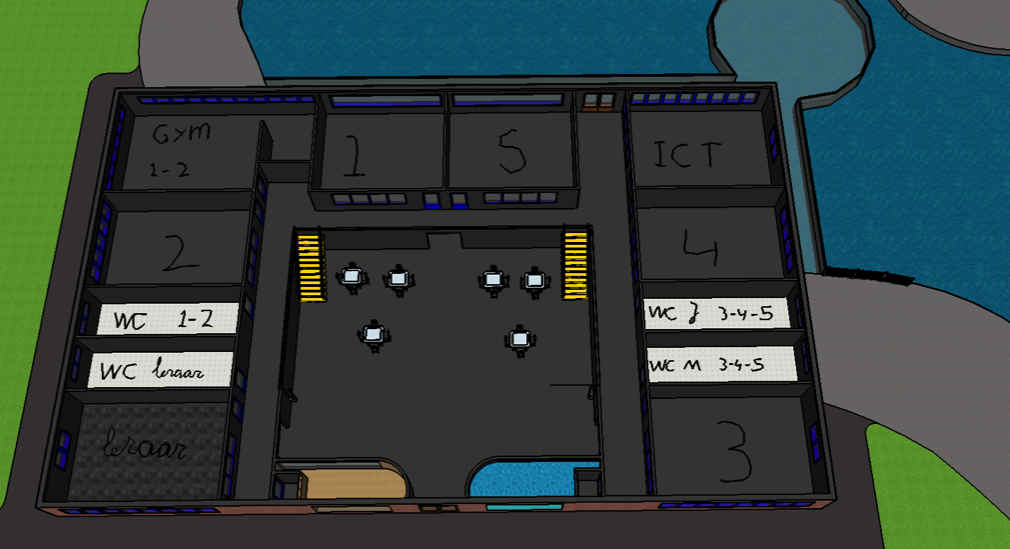 Gym
1-2
1
5
ICT
2
4
WC 1-2
WC J 3-4-5
WC leraar
WC M 3-4-5
leraar
3